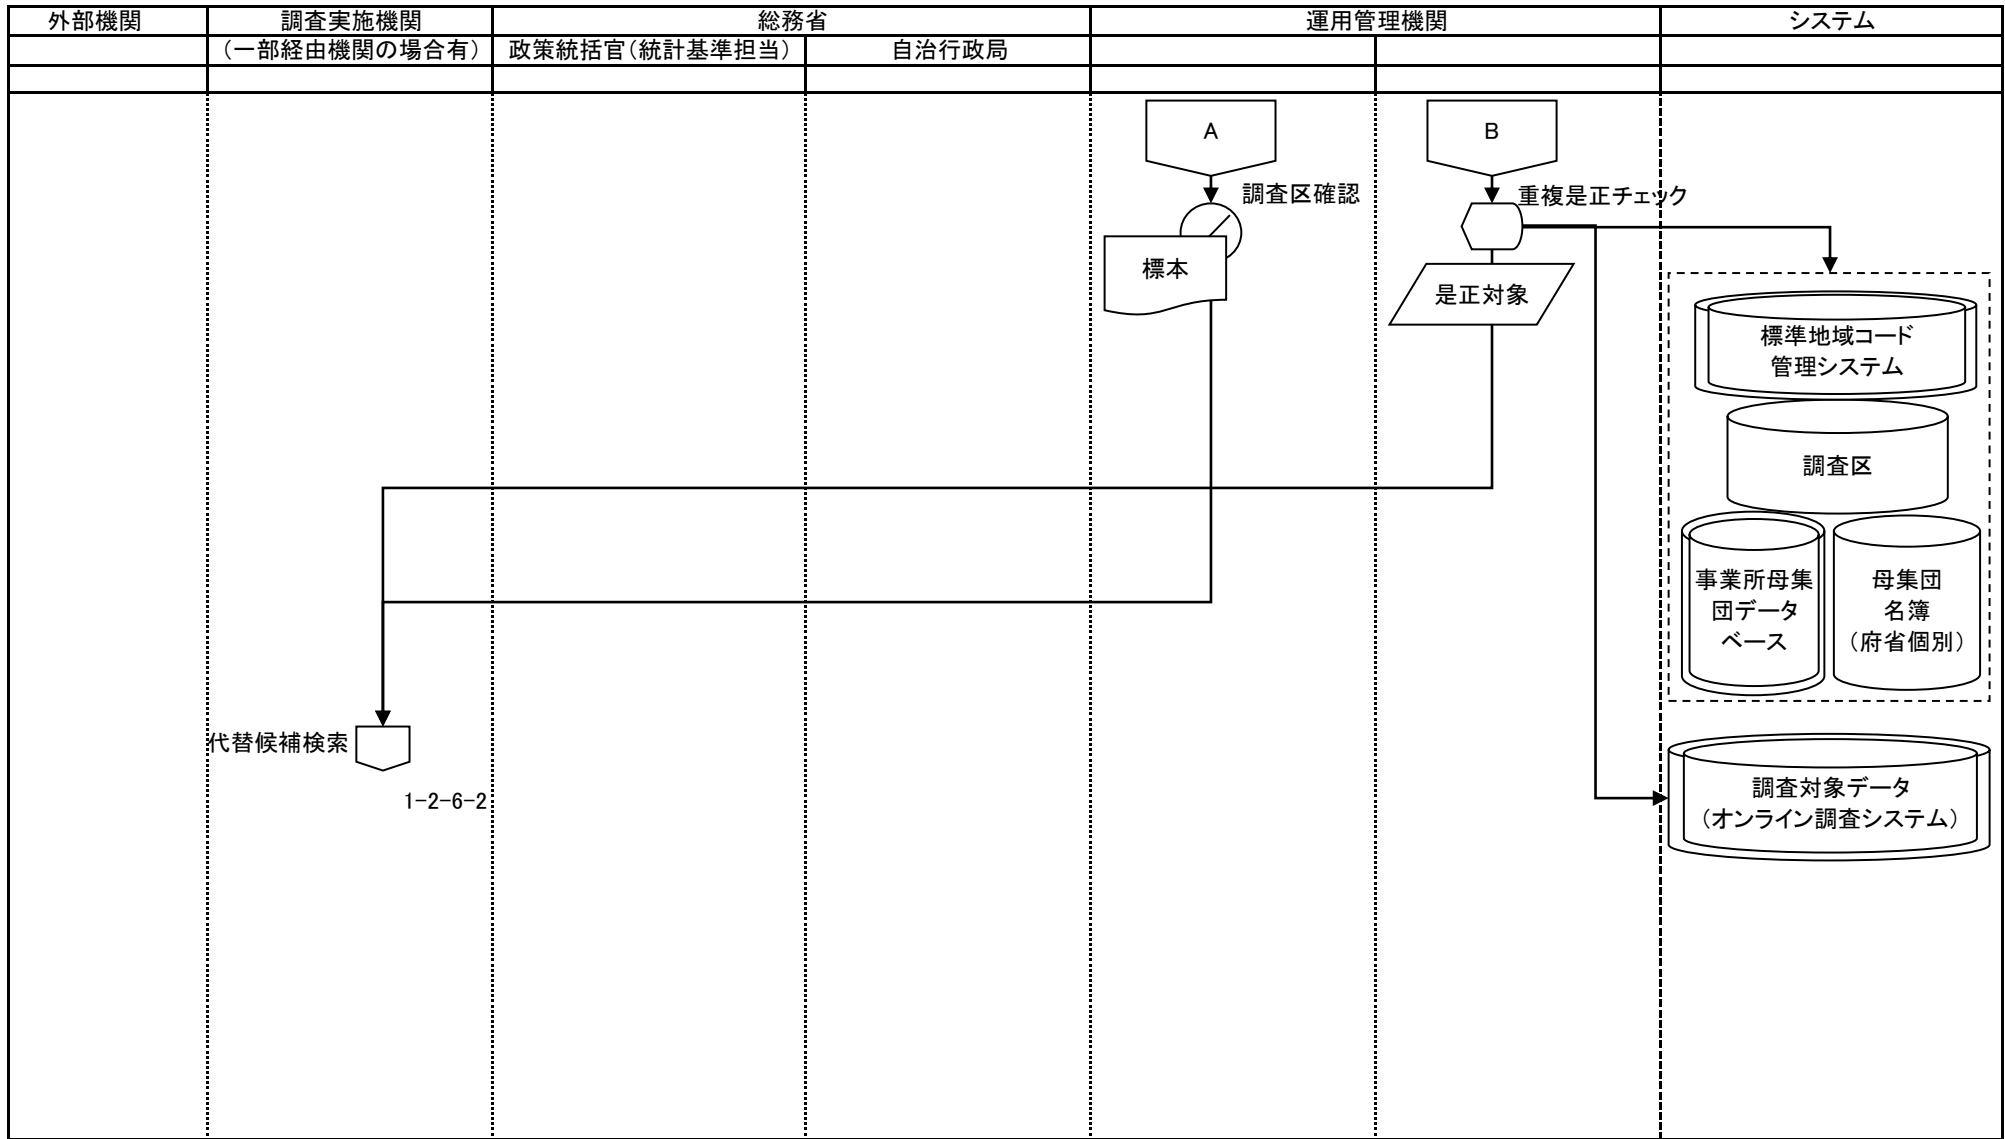 外部機関
調査実施機関
総務省
運用管理機関
システム
（一部経由機関の場合有）
政策統括官（統計基準担当）
自治行政局
A
B
調査区確認
重複是正チェック
標本
是正対象
標準地域コード
管理システム
調査区
事業所母集
団データ
ベース
母集団
名簿
（府省個別）
代替候補検索
1-2-6-2
調査対象データ
（オンライン調査システム）